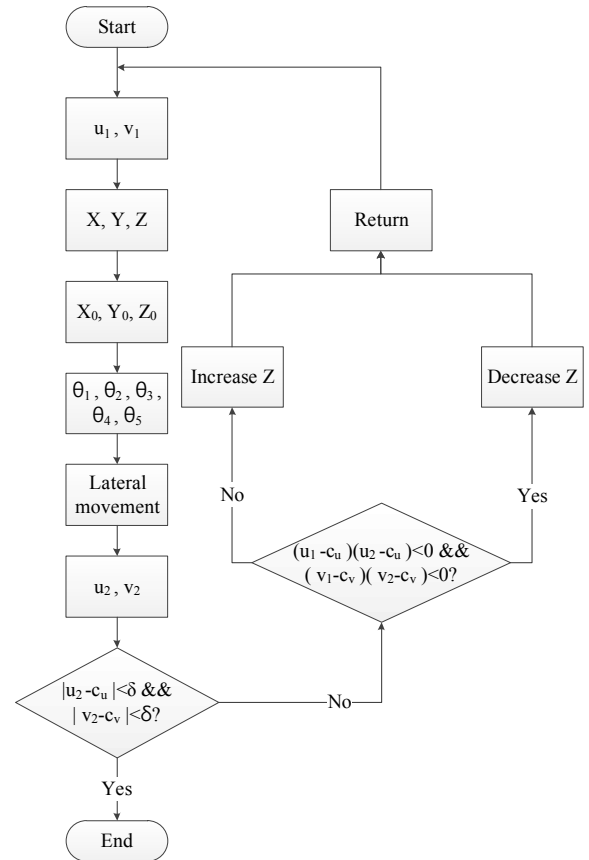 Start
u₁ , v₁
X, Y, Z
Return
X₀, Y₀, Z₀
θ₁ , θ₂ , θ₃ ,
θ₄ , θ₅
Increase Z
Decrease Z
Lateral
movement
No
Yes
(u₁ -cᵤ )(u₂ -cᵤ )<0 &&
( v₁-cᵥ )( v₂-cᵥ )<0?
u₂ , v₂
|u₂ -cᵤ |<δ &&
| v₂-cᵥ |<δ?
No
Yes
End